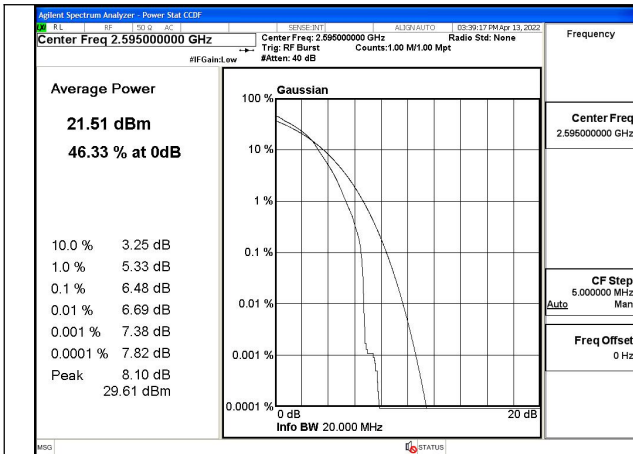 Agilent Spectrum Analyzer - Power Stat CCDF
RL RF 50 Ω AC SENSE:INT ALIGN AUTO 03:39:17 PM Apr 13, 2022
Center Freq 2.595000000 GHz
Center Freq: 2.595000000 GHz Radio Std: None
Trig: RF Burst Counts:1.00 M/1.00 Mpt
#IFGain:Low #Atten: 40 dB
Frequency
Average Power
21.51 dBm
46.33 % at 0dB
10.0 % 3.25 dB
1.0 % 5.33 dB
0.1 % 6.48 dB
0.01 % 6.69 dB
0.001 % 7.38 dB
0.0001 % 7.82 dB
Peak 8.10 dB
29.61 dBm
Gaussian
100 %
10 %
1 %
0.1 %
0.01 %
0.001 %
0.0001 %
0 dB 20 dB
Info BW 20.000 MHz
Center Freq
2.595000000 GHz
CF Step
5.000000 MHz
Auto Man
Freq Offset
0 Hz
MSG STATUS